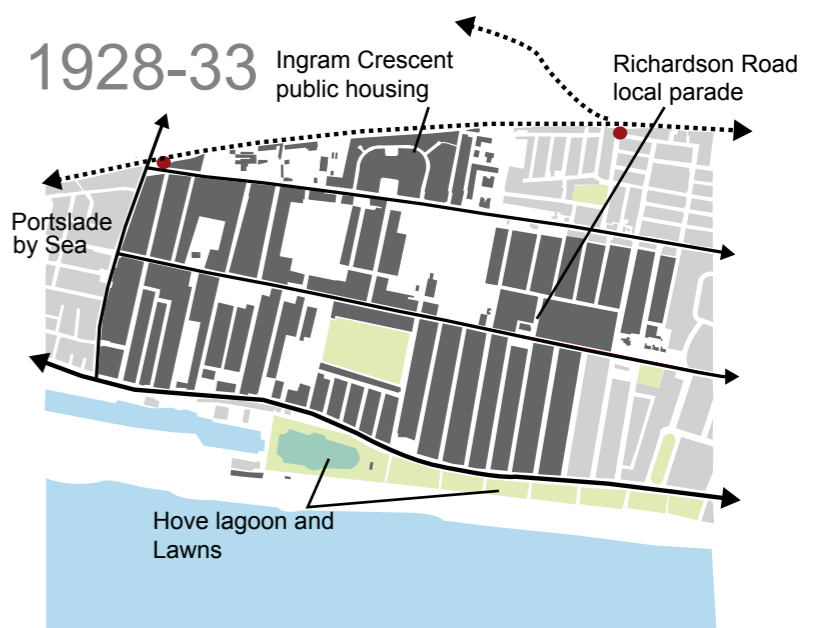 1928-33
Ingram Crescent
public housing
Richardson Road
local parade
Portslade
by Sea
Hove lagoon and
Lawns